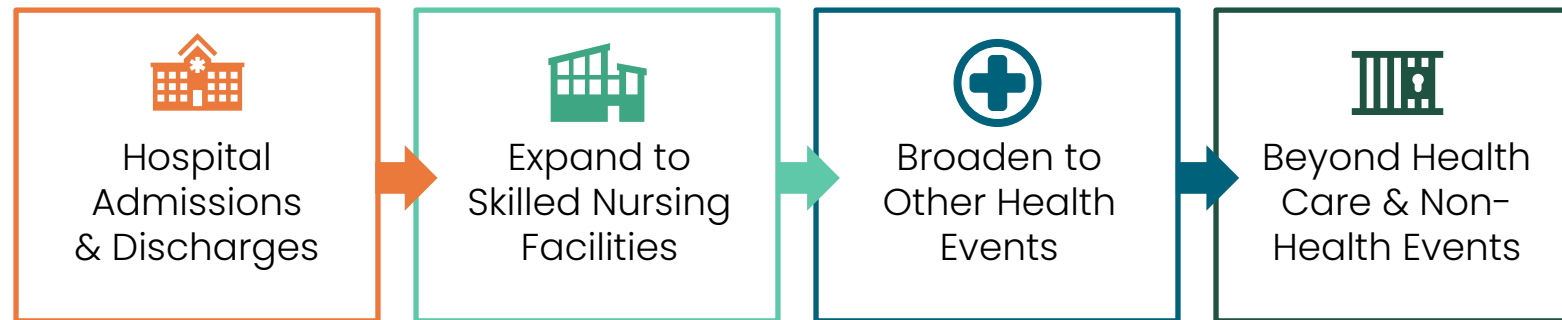 Hospital
Admissions
& Discharges
Expand to
Skilled Nursing
Facilities
Broaden to
Other Health
Events
Beyond Health
Care & Non-
Health Events